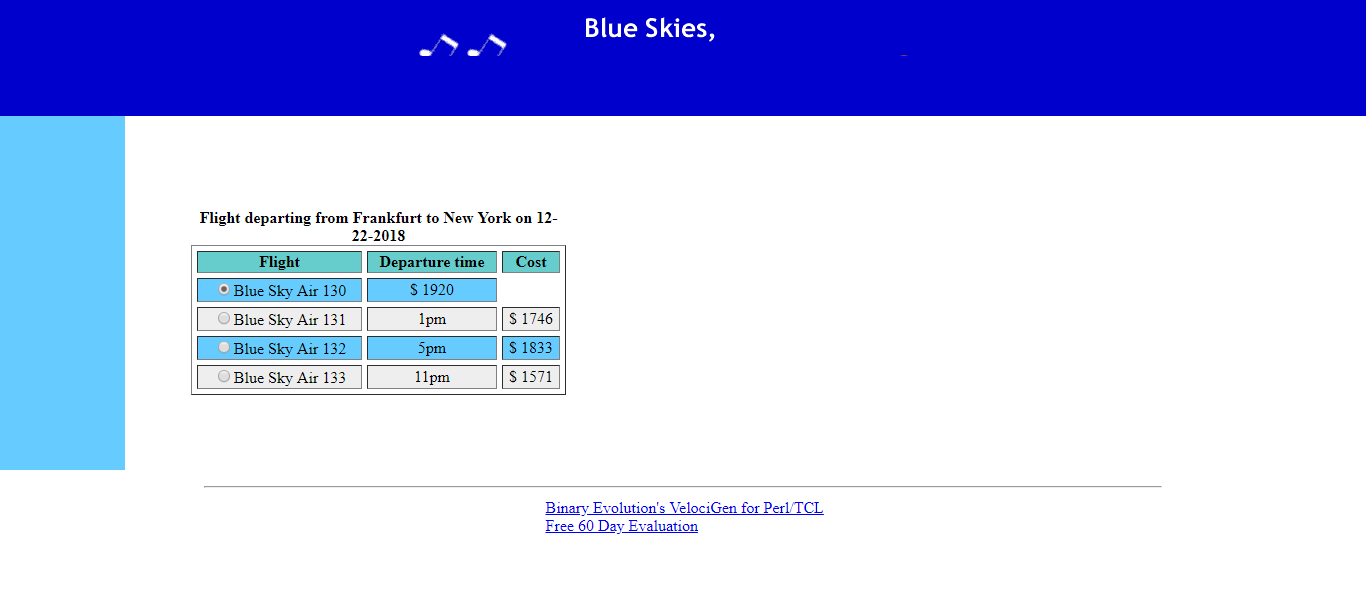 Blue Skies,
Flight departing from Frankfurt to New York on 12-
22-2018
Flight Departure time Cost
Blue Sky Air 130 $ 1920
Blue Sky Air 131 1pm $ 1746
Blue Sky Air 132 5pm $ 1833
Blue Sky Air 133 11pm $ 1571
Binary Evolution's VelociGen for Perl/TCL
Free 60 Day Evaluation